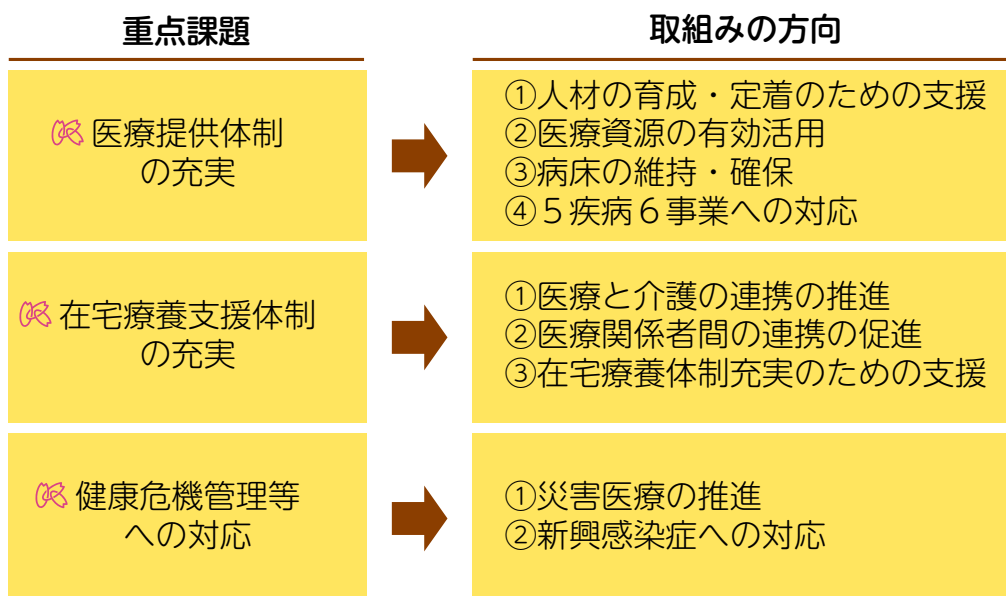 重点課題
取組みの方向
医療提供体制
の充実
①人材の育成・定着のための支援
②医療資源の有効活用
③病床の維持・確保
④５疾病６事業への対応
在宅療養支援体制
の充実
①医療と介護の連携の推進
②医療関係者間の連携の促進
③在宅療養体制充実のための支援
健康危機管理等
への対応
①災害医療の推進
②新興感染症への対応